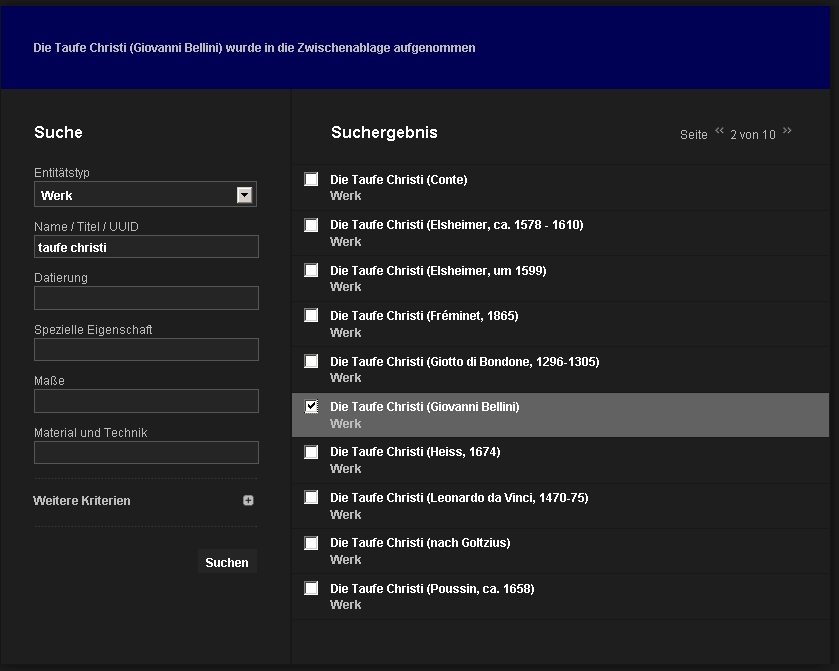 Die Taufe Christi (Giovanni Bellini) wurde in die Zwischenablage aufgenommen
Suche
Entitätstyp
Werk
Name / Titel / UUID
taufe christi
Datierung
Spezielle Eigenschaft
Maße
Material und Technik
Weitere Kriterien
Suchen
Suchergebnis
Seite << 2 von 10 >>
Die Taufe Christi (Conte)
Werk
Die Taufe Christi (Elsheimer, ca. 1578 - 1610)
Werk
Die Taufe Christi (Elsheimer, um 1599)
Werk
Die Taufe Christi (Fréminet, 1865)
Werk
Die Taufe Christi (Giotto di Bondone, 1296-1305)
Werk
Die Taufe Christi (Giovanni Bellini)
Werk
Die Taufe Christi (Heiss, 1674)
Werk
Die Taufe Christi (Leonardo da Vinci, 1470-75)
Werk
Die Taufe Christi (nach Goltzius)
Werk
Die Taufe Christi (Poussin, ca. 1658)
Werk